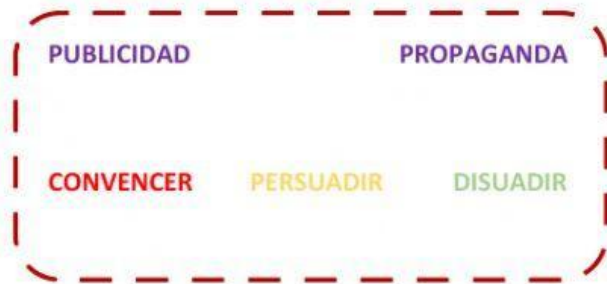 PUBLICIDAD PROPAGANDA
CONVENCER PERSUADIR DISUADIR